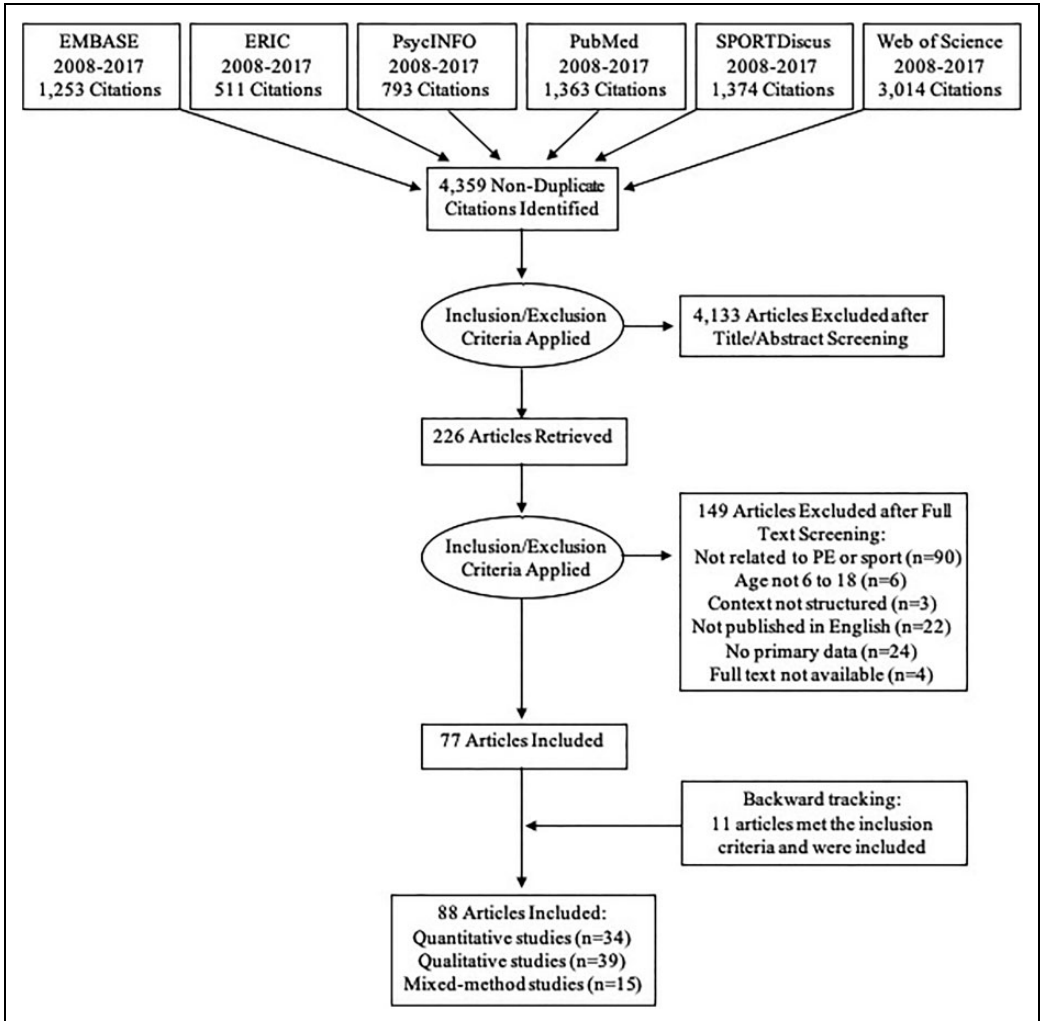 EMBASE
2008-2017
1,253 Citations
ERIC
2008-2017
511 Citations
PsycINFO
2008-2017
793 Citations
PubMed
2008-2017
1,363 Citations
SPORTDiscus
2008-2017
1,374 Citations
Web of Science
2008-2017
3,014 Citations
4,359 Non-Duplicate
Citations Identified
Inclusion/Exclusion
Criteria Applied
4,133 Articles Excluded after
Title/Abstract Screening
226 Articles Retrieved
Inclusion/Exclusion
Criteria Applied
149 Articles Excluded after Full
Text Screening:
Not related to PE or sport (n=90)
Age not 6 to 18 (n=6)
Context not structured (n=3)
Not published in English (n=22)
No primary data (n=24)
Full text not available (n=4)
77 Articles Included
Backward tracking:
11 articles met the inclusion
criteria and were included
88 Articles Included:
Quantitative studies (n=34)
Qualitative studies (n=39)
Mixed-method studies (n=15)